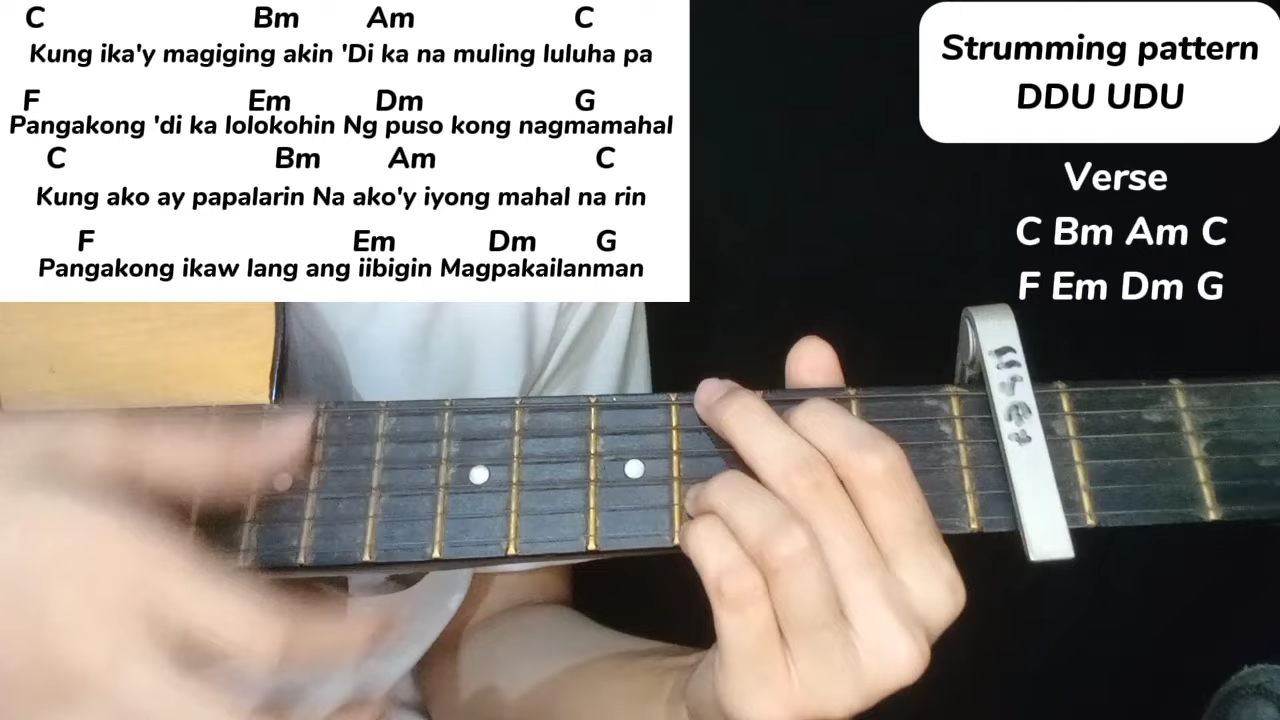 C Bm Am C
Kung ika'y magiging akin 'Di ka na muling luluha pa
F Em Dm G
Pangakong 'di ka lolokohin Ng puso kong nagmamahal
C Bm Am C
Kung ako ay papalarin Na ako'y iyong mahal na rin
F Em Dm G
Pangakong ikaw lang ang iibigin Magpakailanman
Strumming pattern
DDU UDU
Verse
C Bm Am C
F Em Dm G